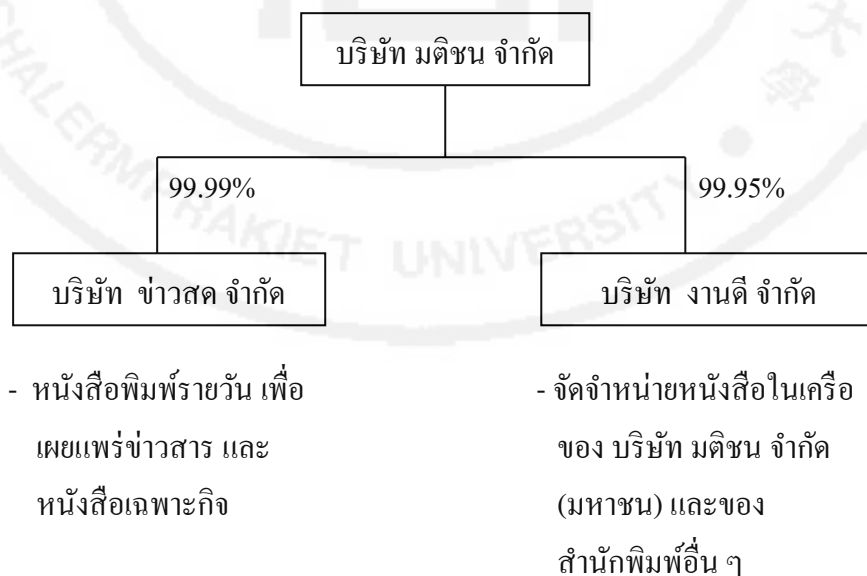 บริษัท มติชน จำกัด
99.99%
99.95%
บริษัท ข่าวสด จำกัด
บริษัท งานดี จำกัด
- หนังสือพิมพ์รายวัน เพื่อ
เผยแพร่ข่าวสาร และ
หนังสือเฉพาะกิจ
- จัดจำหน่ายหนังสือในเครือ
ของ บริษัท มติชน จำกัด
(มหาชน) และของ
สำนักพิมพ์อื่น ๆ
CHALERMPRAKIET UNIVERSITY
大
學